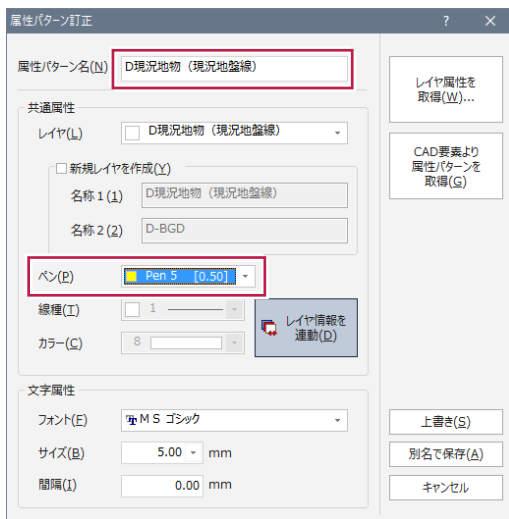 属性パターン訂正 ? ×
属性パターン名(N) D現況地物（現況地盤線）
レイヤ属性を
取得(W)...
共通属性
レイヤ(L) D現況地物（現況地盤線）
CAD要素より
属性パターンを
取得(G)
新規レイヤを作成(Y)
名称1(1) D現況地物（現況地盤線）
名称2(2) D-BGD
ペン(P) Pen 5 [0.50]
線種(T) 1
レイヤ情報を
連動(D)
カラー(C) 8
文字属性
フォント(F) ＭＳ ゴシック
上書き(S)
サイズ(B) 5.00 mm
別名で保存(A)
間隔(I) 0.00 mm
キャンセル